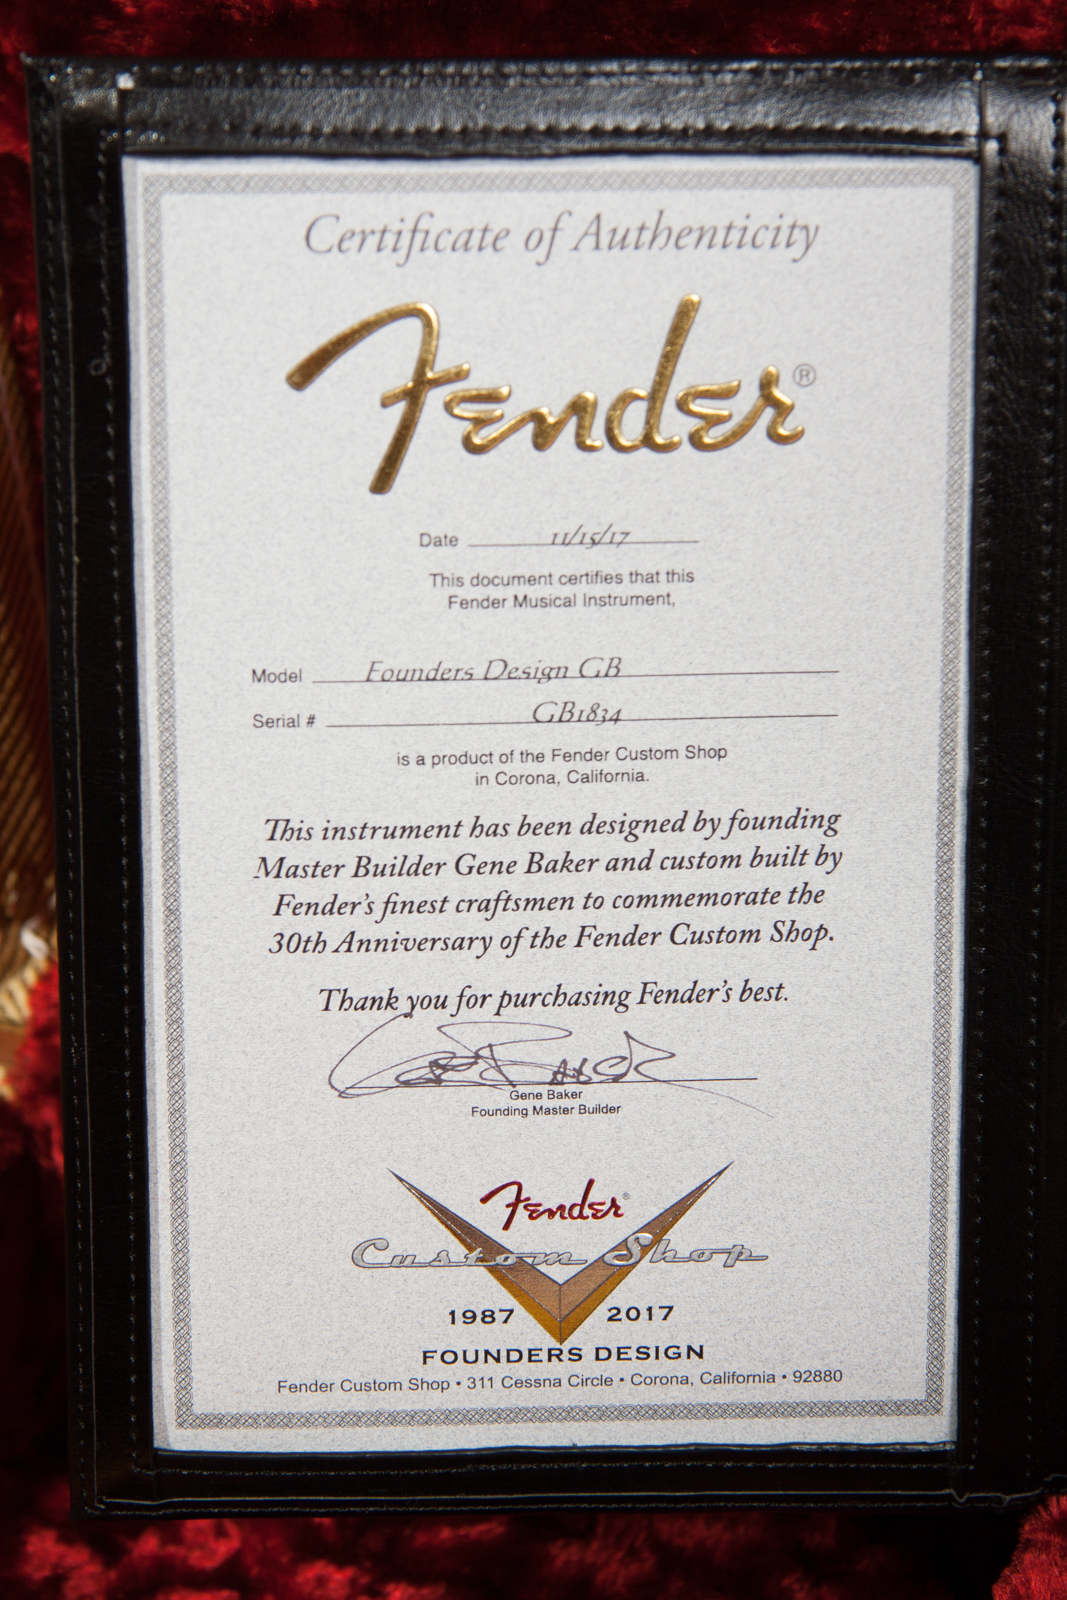 Certificate of Authenticity
Fender®
Date 11/15/17
This document certifies that this
Fender Musical Instrument,
Model Founders Design GB
Serial # GB1834
is a product of the Fender Custom Shop
in Corona, California.
This instrument has been designed by founding
Master Builder Gene Baker and custom built by
Fender's finest craftsmen to commemorate the
30th Anniversary of the Fender Custom Shop.
Thank you for purchasing Fender's best.
Gene Baker
Founding Master Builder
Fender®
Custom Shop
1987 2017
FOUNDERS DESIGN
Fender Custom Shop • 311 Cessna Circle • Corona, California • 92880